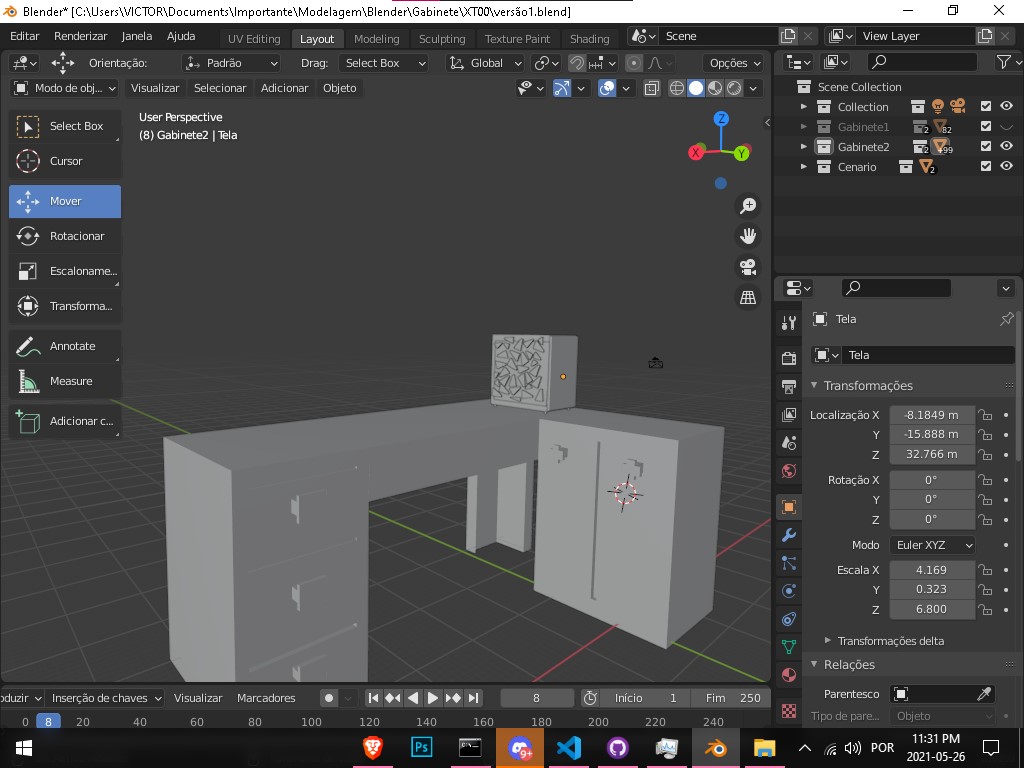 Blender* [C:\Users\VICTOR\Documents\Importante\Modelagem\Blender\Gabinete\XT00\versão1.blend]
Editar Renderizar Janela Ajuda UV Editing Layout Modeling Sculpting Texture Paint Shading Scene View Layer
Orientação: Padrão Drag: Select Box Global Opções
Modo de obj... Visualizar Selecionar Adicionar Objeto
User Perspective
(8) Gabinete2 | Tela
Select Box
Cursor
Mover
Rotacionar
Escaloname...
Transforma...
Annotate
Measure
Adicionar c...
Z
X
Y
Scene Collection
Collection
Gabinete1 2 82
Gabinete2 2 99
Cenario 2
Tela
Tela
Transformações
Localização X -8.1849 m
Y -15.888 m
Z 32.766 m
Rotação X 0°
Y 0°
Z 0°
Modo Euler XYZ
Escala X 4.169
Y 0.323
Z 6.800
Transformações delta
Relações
Parentesco
Tipo de pare... Objeto
oduzir Inserção de chaves Visualizar Marcadores 8 Início 1 Fim 250
0 8 20 40 60 80 100 120 140 160 180 200 220 240
Ps 9+ POR 11:31 PM
2021-05-26